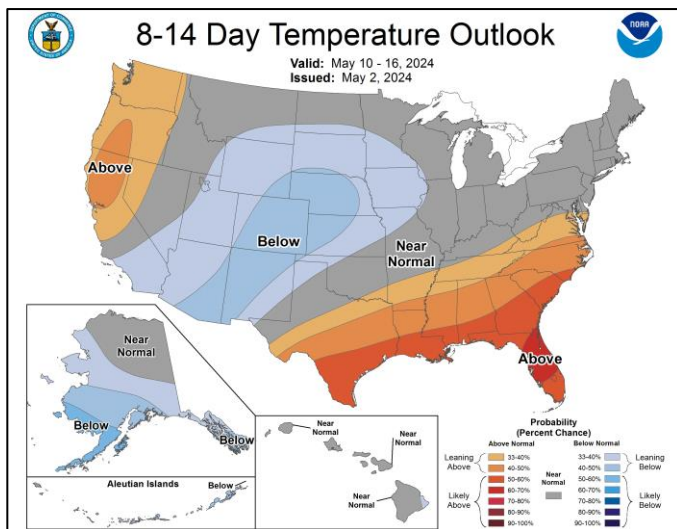 NOAA
8-14 Day Temperature Outlook
Valid: May 10 - 16, 2024
Issued: May 2, 2024
Above
Below
Near
Normal
Above
Near
Normal
Below
Below
Aleutian Islands
Below
Near
Normal
Near
Normal
Near
Normal
Probability
(Percent Chance)
Above Normal
Below Normal
Leaning
Above
33-40%
40-50%
Likely
Above
50-60%
60-70%
70-80%
80-90%
90-100%
Near
Normal
33-40%
40-50%
Leaning
Below
50-60%
60-70%
70-80%
80-90%
90-100%
Likely
Below